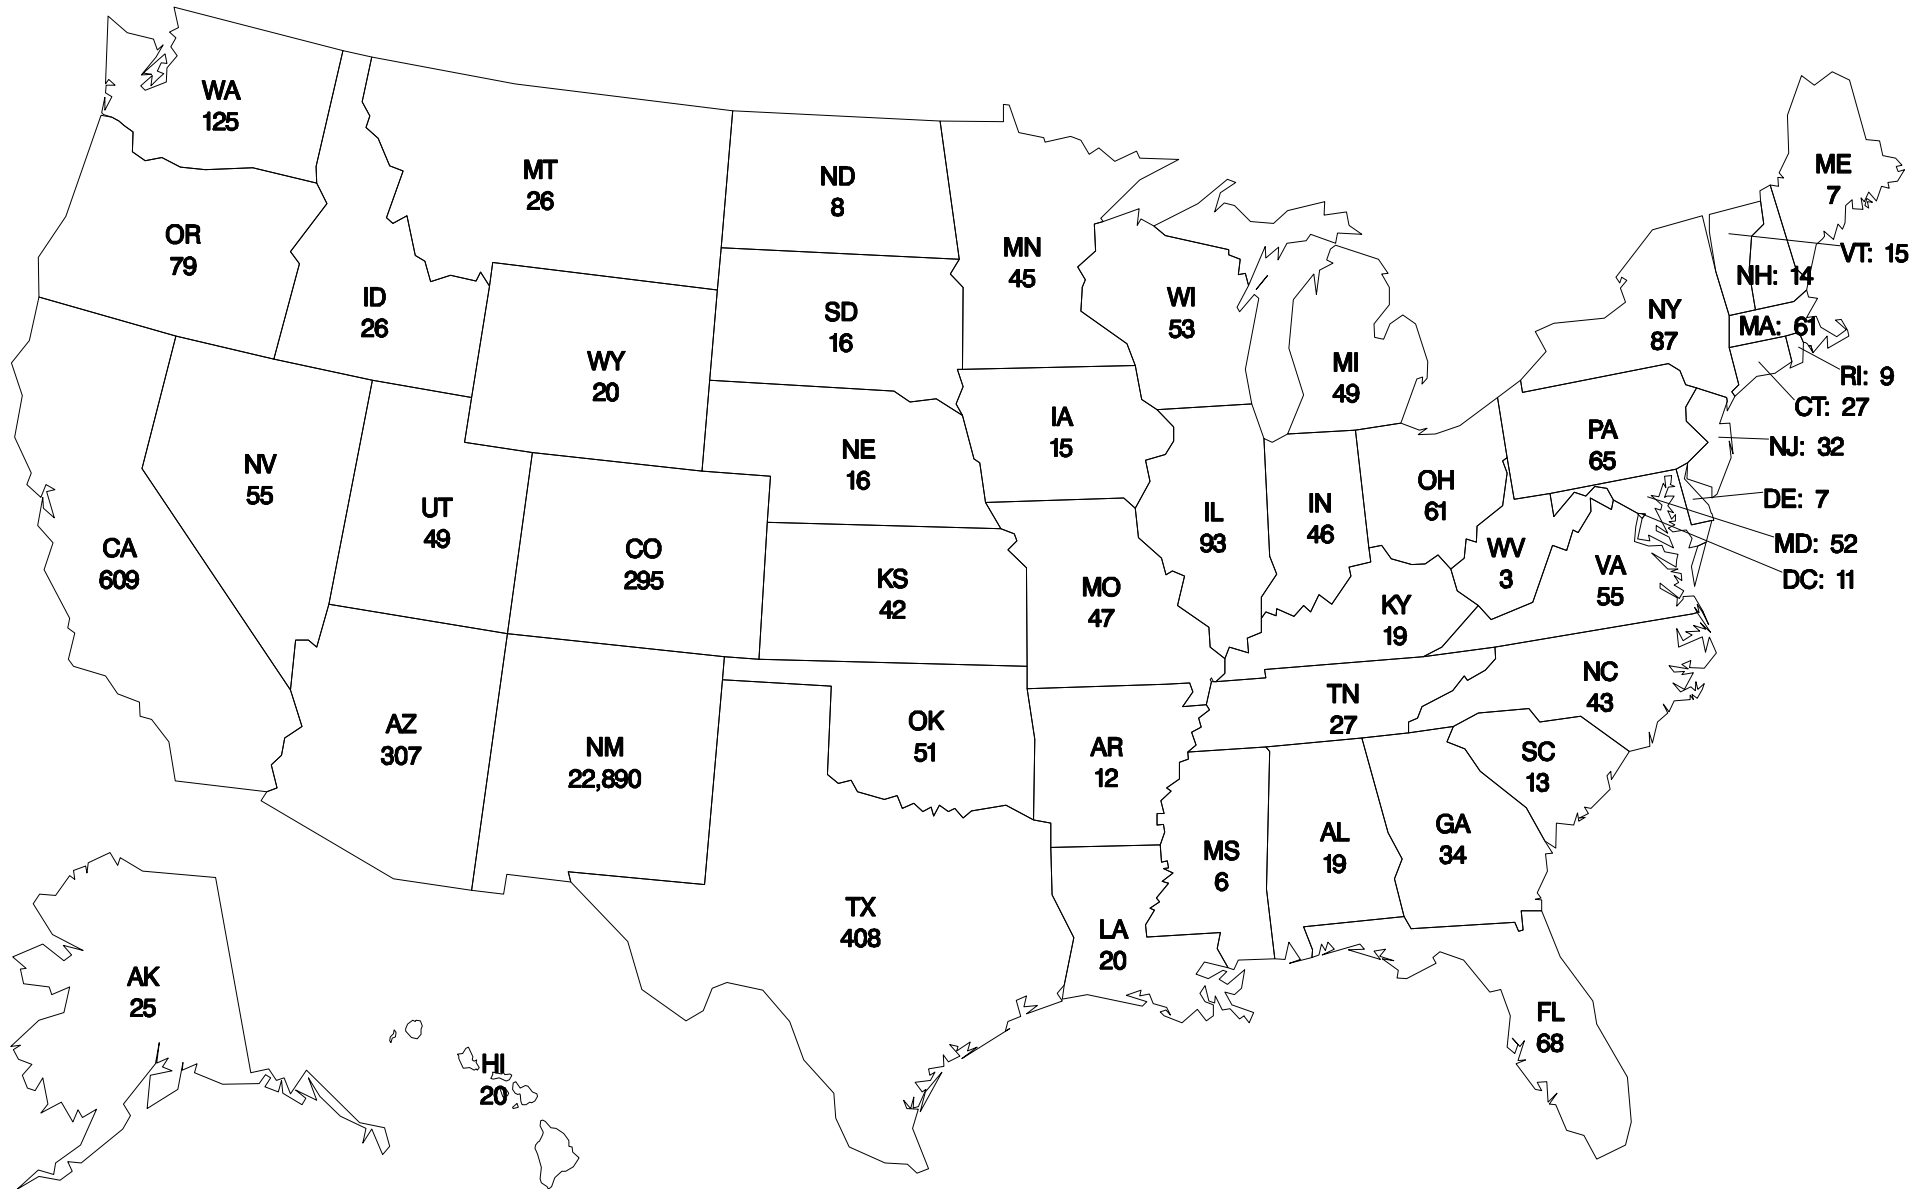 WA
125
MT
26
ND
8
ME
7
OR
79
MN
45
VT: 15
ID
26
NH: 14
SD
16
WI
53
NY
87
MA: 61
WY
20
MI
49
RI: 9
CT: 27
IA
15
PA
65
NJ: 32
NE
16
NV
55
OH
61
DE: 7
UT
49
IL
93
IN
46
CA
609
CO
295
WV
3
MD: 52
VA
55
DC: 11
KS
42
MO
47
KY
19
NC
43
TN
27
AZ
307
NM
22,890
OK
51
AR
12
SC
13
GA
34
AL
19
MS
6
TX
408
LA
20
AK
25
FL
68
HI
20